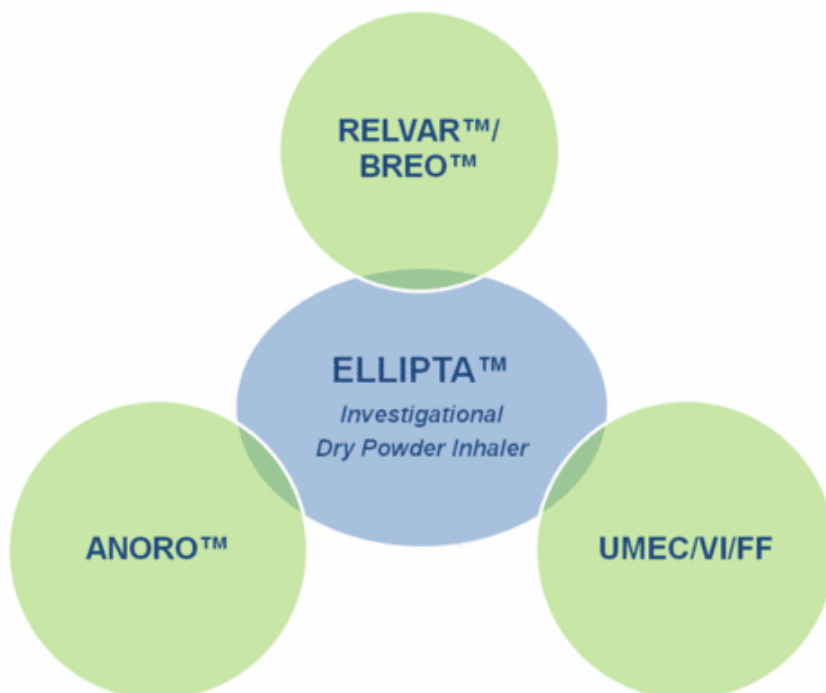 RELVAR™/
BREO™
ELLIPTA™
Investigational
Dry Powder Inhaler
ANORO™
UMEC/VI/FF